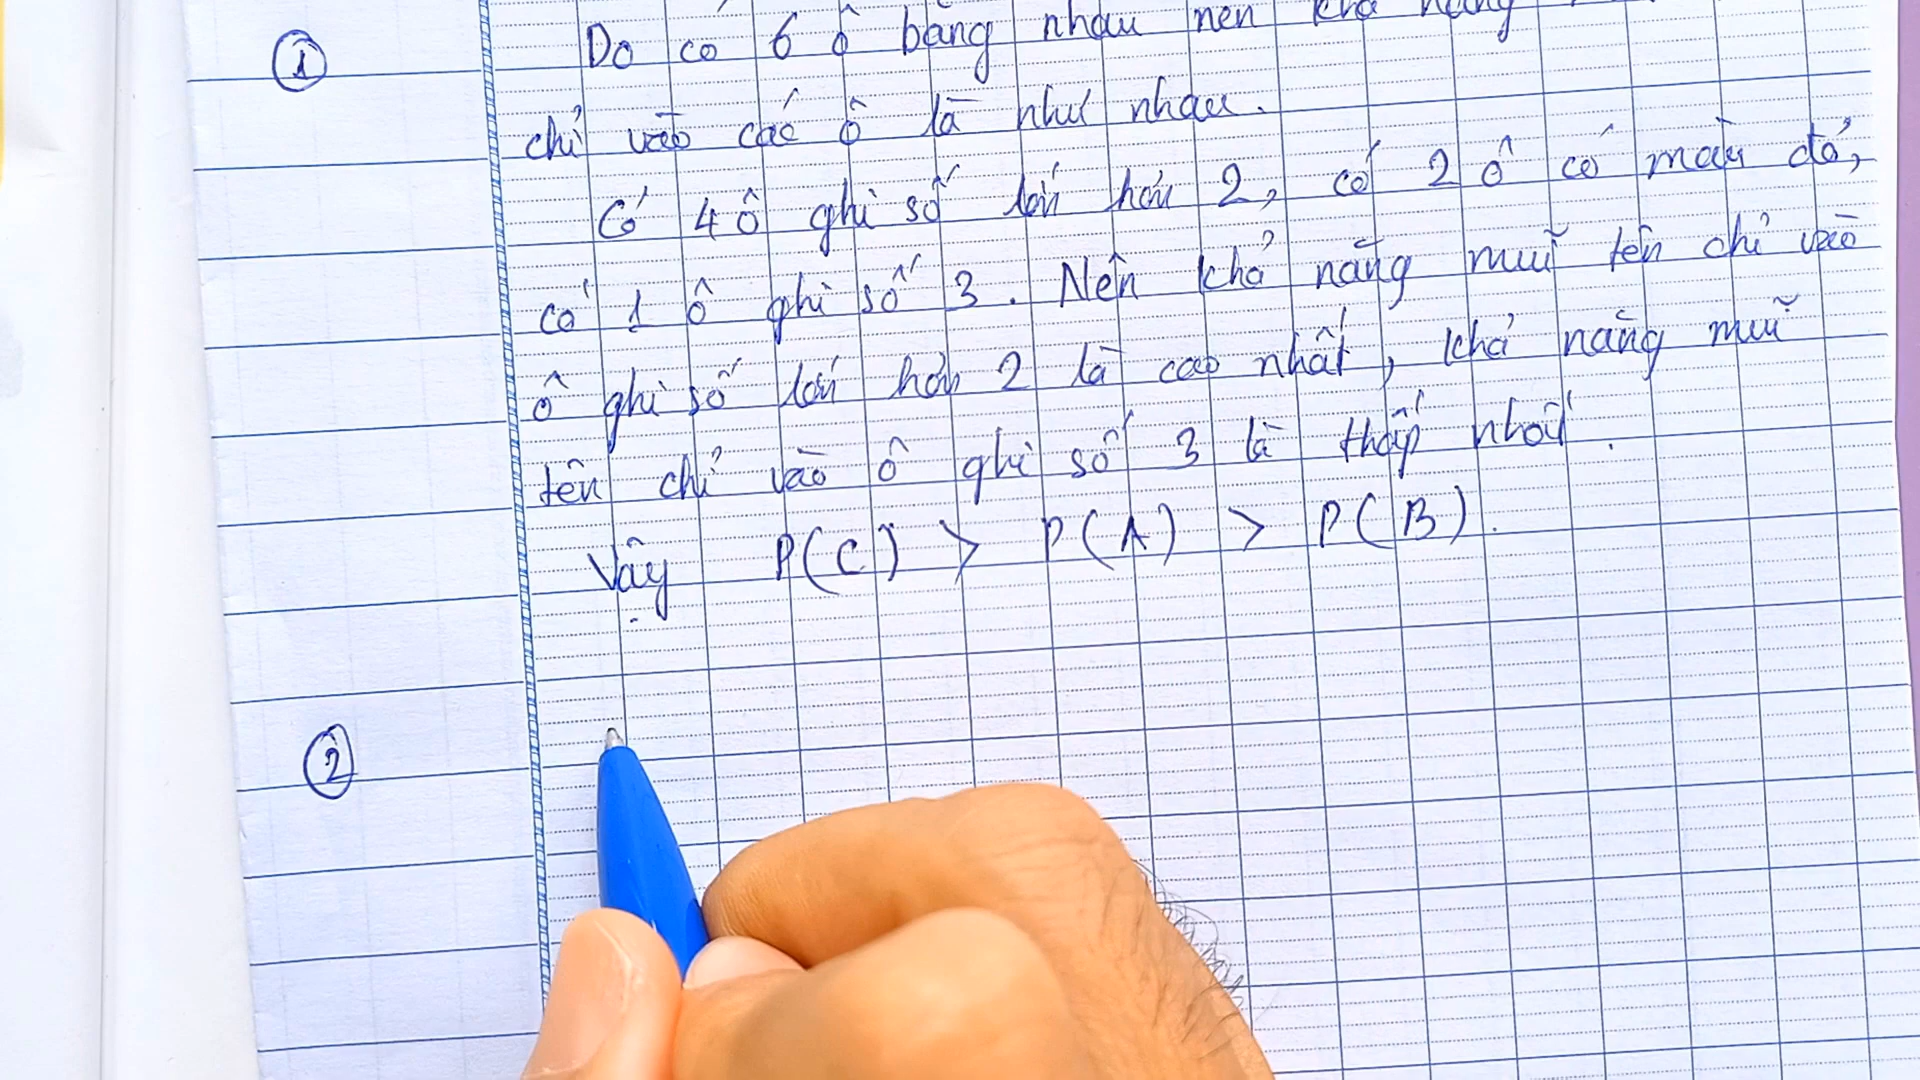 ① Do có 6 ô bằng nhau nên khả năng
chỉ vào các ô là như nhau.
Có 4 ô ghi số lớn hơn 2, có 2 ô có màu đỏ,
có 1 ô ghi số 3. Nên khả năng mũi tên chỉ vào
ô ghi số lớn hơn 2 là cao nhất, khả năng mũi
tên chỉ vào ô ghi số 3 là thấp nhất.
Vậy P(C) > P(A) > P(B).
②